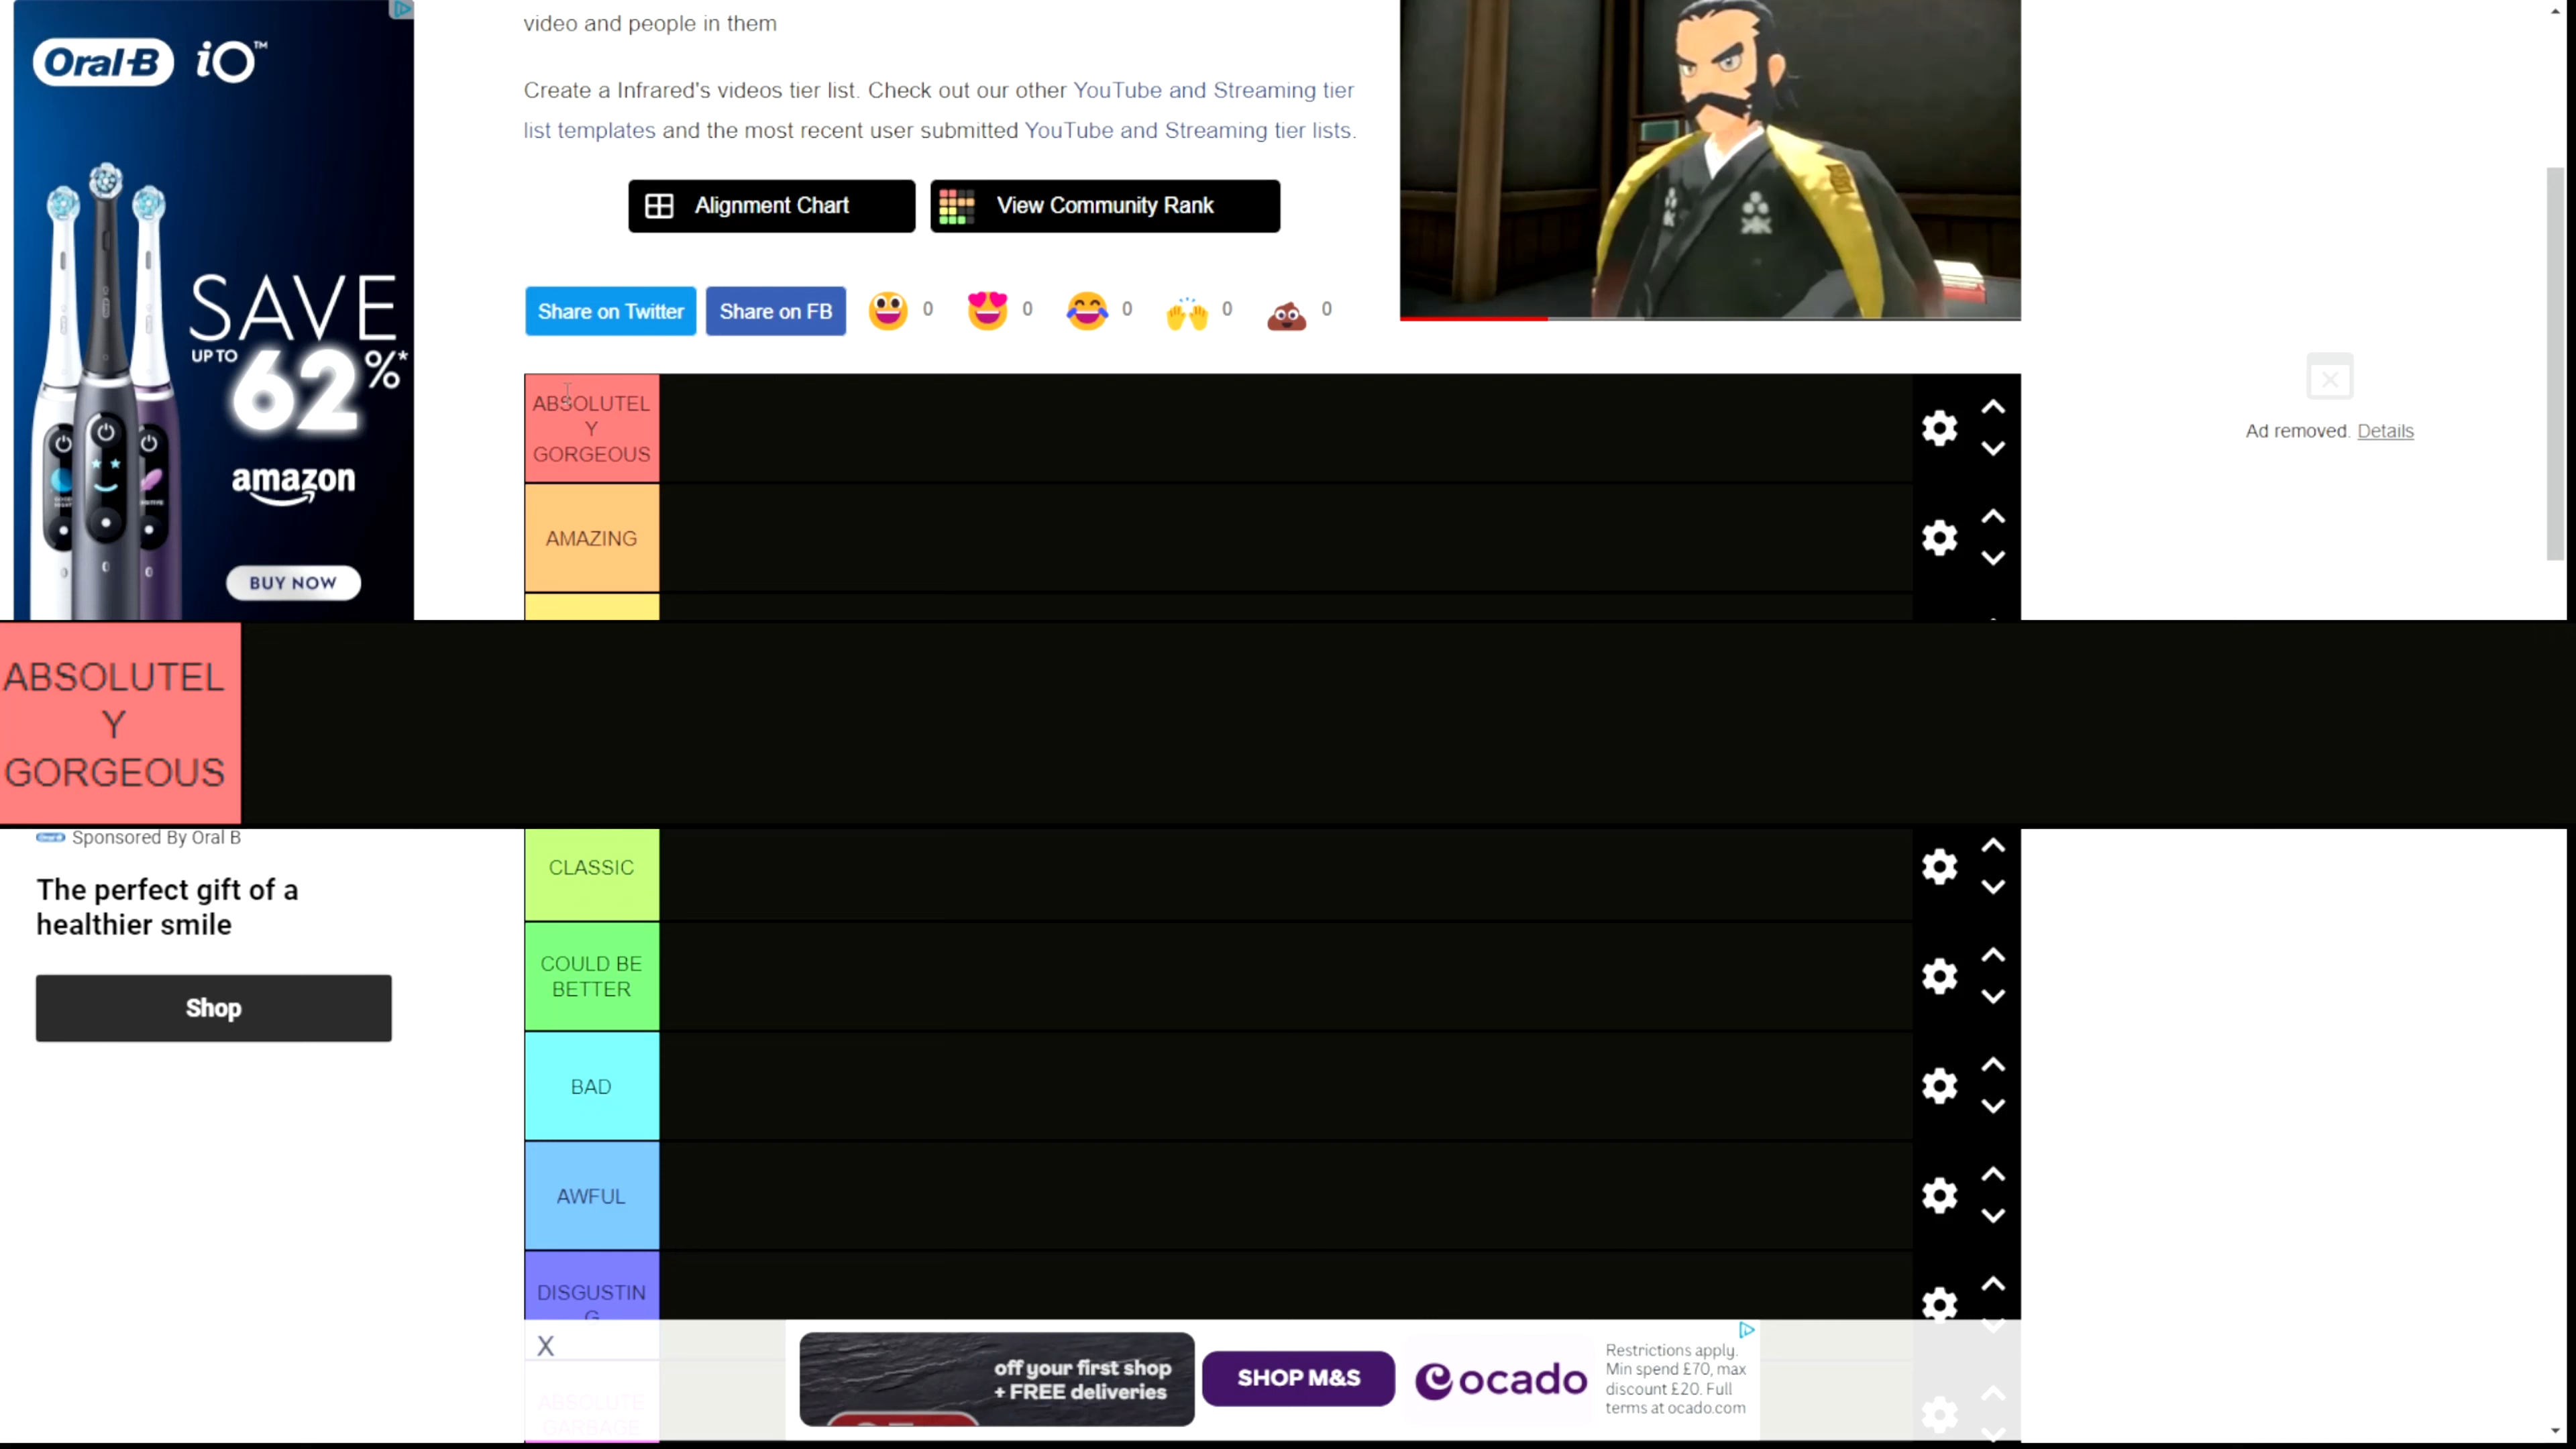 Oral-B iO™
SAVE
UP TO
62%*
amazon
BUY NOW
video and people in them
Create a Infrared's videos tier list. Check out our other YouTube and Streaming tier
list templates and the most recent user submitted YouTube and Streaming tier lists.
Alignment Chart
View Community Rank
Share on Twitter
Share on FB
0
0
0
0
0
ABSOLUTEL
Y
GORGEOUS
AMAZING
Ad removed. Details
ABSOLUTEL
Y
GORGEOUS
Sponsored By Oral B
The perfect gift of a
healthier smile
Shop
CLASSIC
COULD BE
BETTER
BAD
AWFUL
DISGUSTIN
G
X
ABSOLUTE
GARBAGE
off your first shop
+ FREE deliveries
SHOP M&S
ocado
Restrictions apply.
Min spend £70, max
discount £20. Full
terms at ocado.com